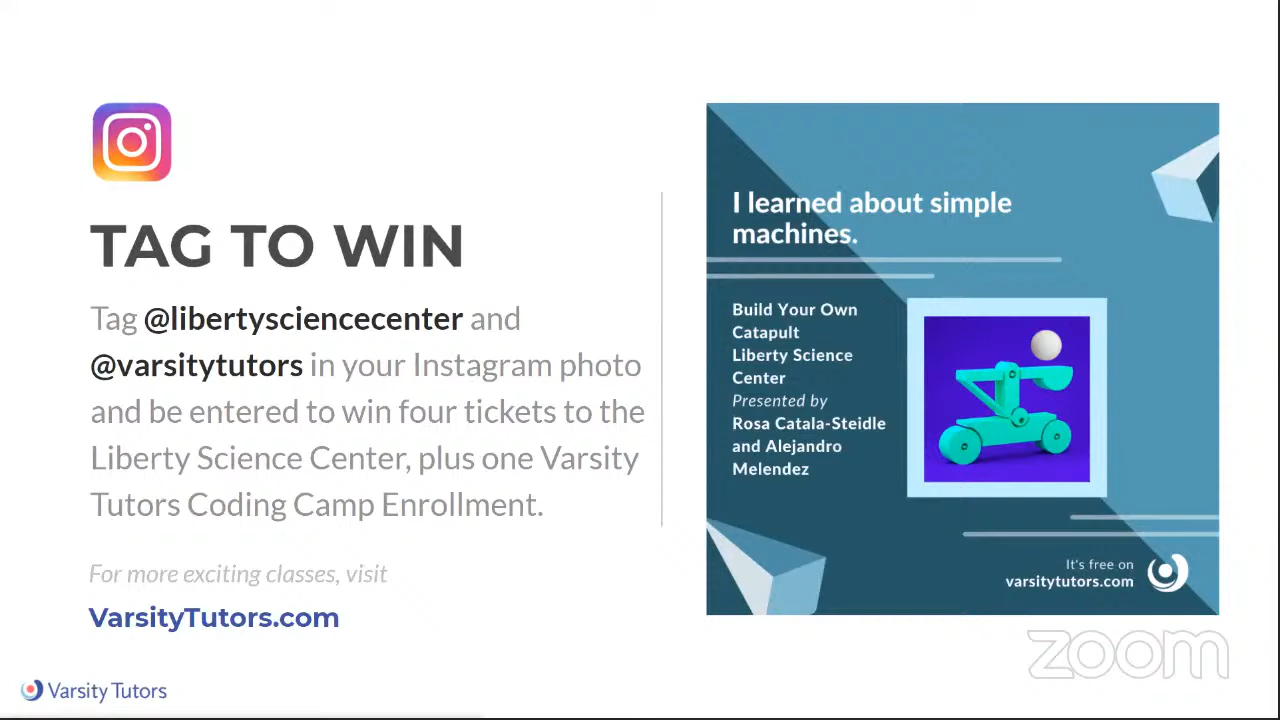 TAG TO WIN
Tag @libertysciencecenter and
@varsitytutors in your Instagram photo
and be entered to win four tickets to the
Liberty Science Center, plus one Varsity
Tutors Coding Camp Enrollment.
For more exciting classes, visit
VarsityTutors.com
Varsity Tutors
I learned about simple
machines.
Build Your Own
Catapult
Liberty Science
Center
Presented by
Rosa Catala-Steidle
and Alejandro
Melendez
It's free on
varsitytutors.com
zoom